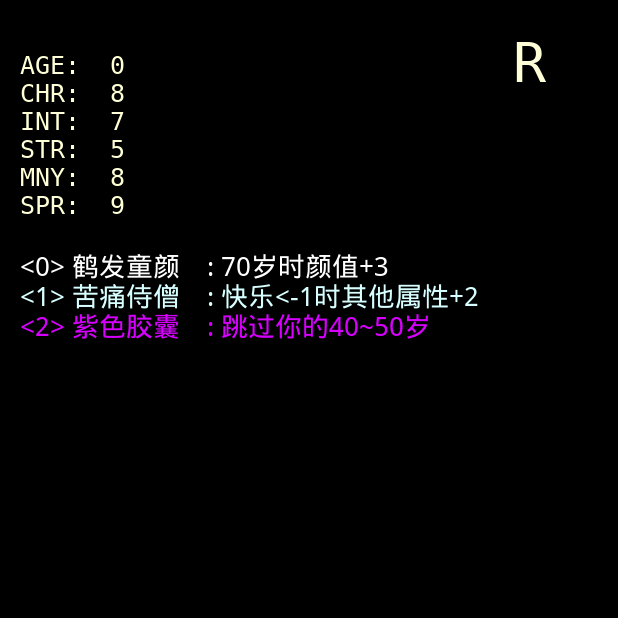 R
AGE: 0
CHR: 8
INT: 7
STR: 5
MNY: 8
SPR: 9
<0> 鹤发童颜 : 70岁时颜值+3
<1> 苦痛侍僧 : 快乐<-1时其他属性+2
<2> 紫色胶囊 : 跳过你的40~50岁